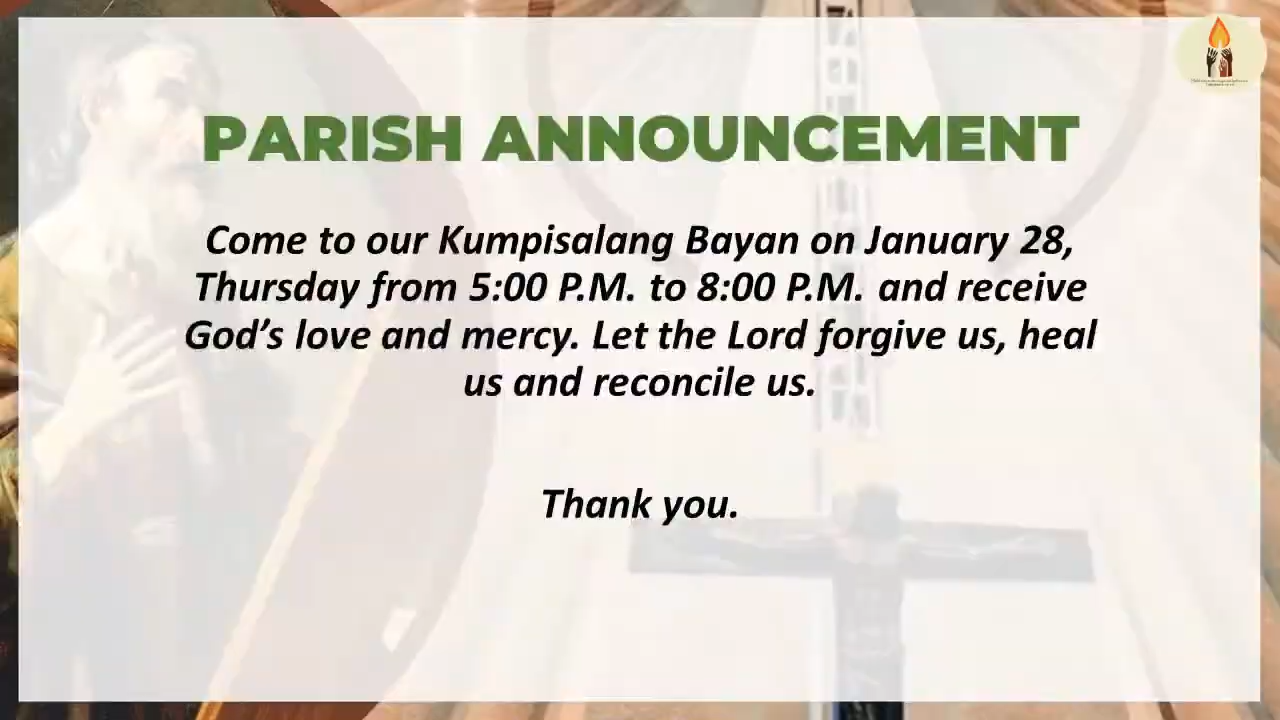 PARISH ANNOUNCEMENT
Come to our Kumpisalang Bayan on January 28,
Thursday from 5:00 P.M. to 8:00 P.M. and receive
God’s love and mercy. Let the Lord forgive us, heal
us and reconcile us.
Thank you.